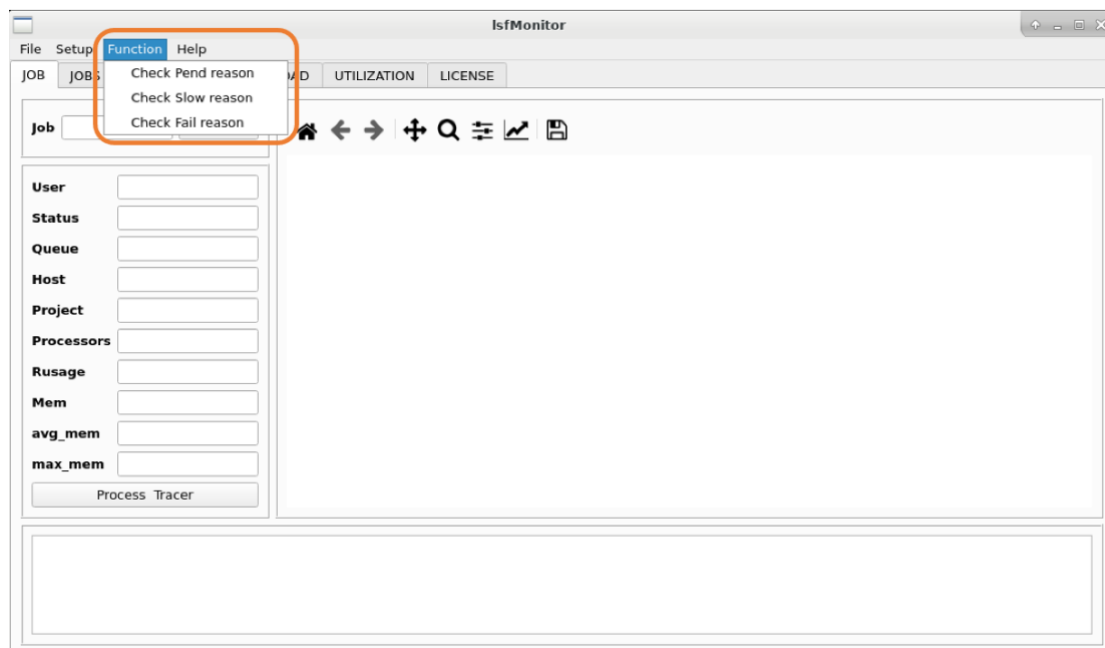 lsfMonitor
File Setup Function Help
JOB JOBS UTILIZATION LICENSE
Check Pend reason
Check Slow reason
Check Fail reason
Job
User
Status
Queue
Host
Project
Processors
Rusage
Mem
avg_mem
max_mem
Process Tracer